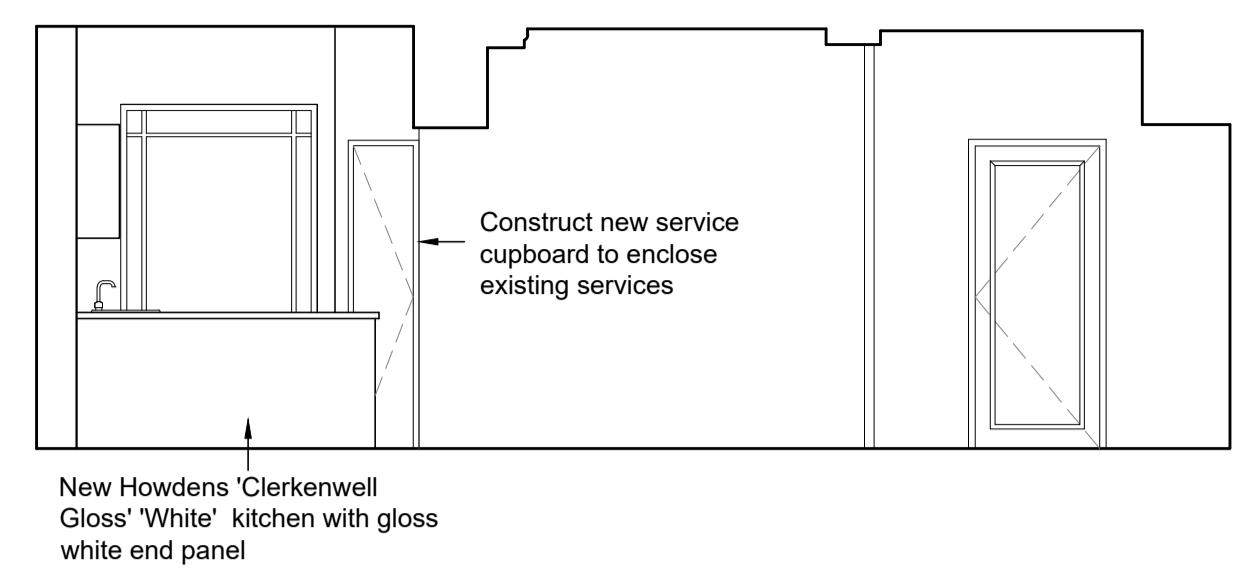 Construct new service
cupboard to enclose
existing services
New Howdens 'Clerkenwell
Gloss' 'White'  kitchen with gloss
white end panel